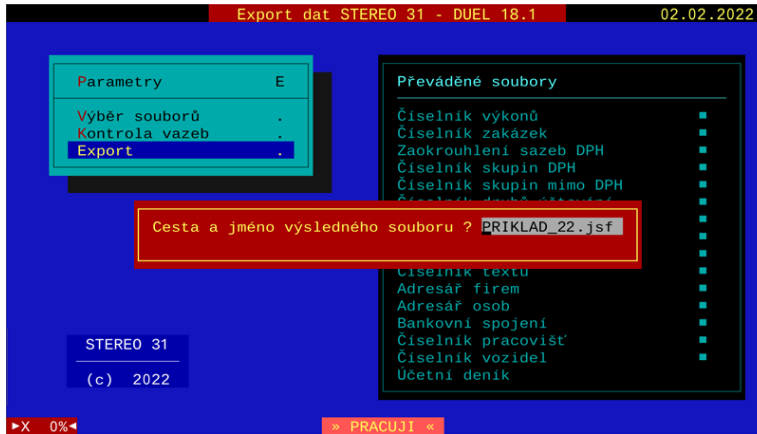 Export dat STEREO 31 - DUEL 18.1
02.02.2022
Parametry E
Výběr souborů .
Kontrola vazeb .
Export .
Převáděné soubory
Číselník výkonů
Číselník zakázek
Zaokrouhlení sazeb DPH
Číselník skupin DPH
Číselník skupin mimo DPH
Cesta a jméno výsledného souboru ? PRIKLAD_22.jsf
Adresář firem
Adresář osob
Bankovní spojení
Číselník pracovišť
Číselník vozidel
Účetní deník
STEREO 31
(c) 2022
►X 0%◄
» PRACUJI «